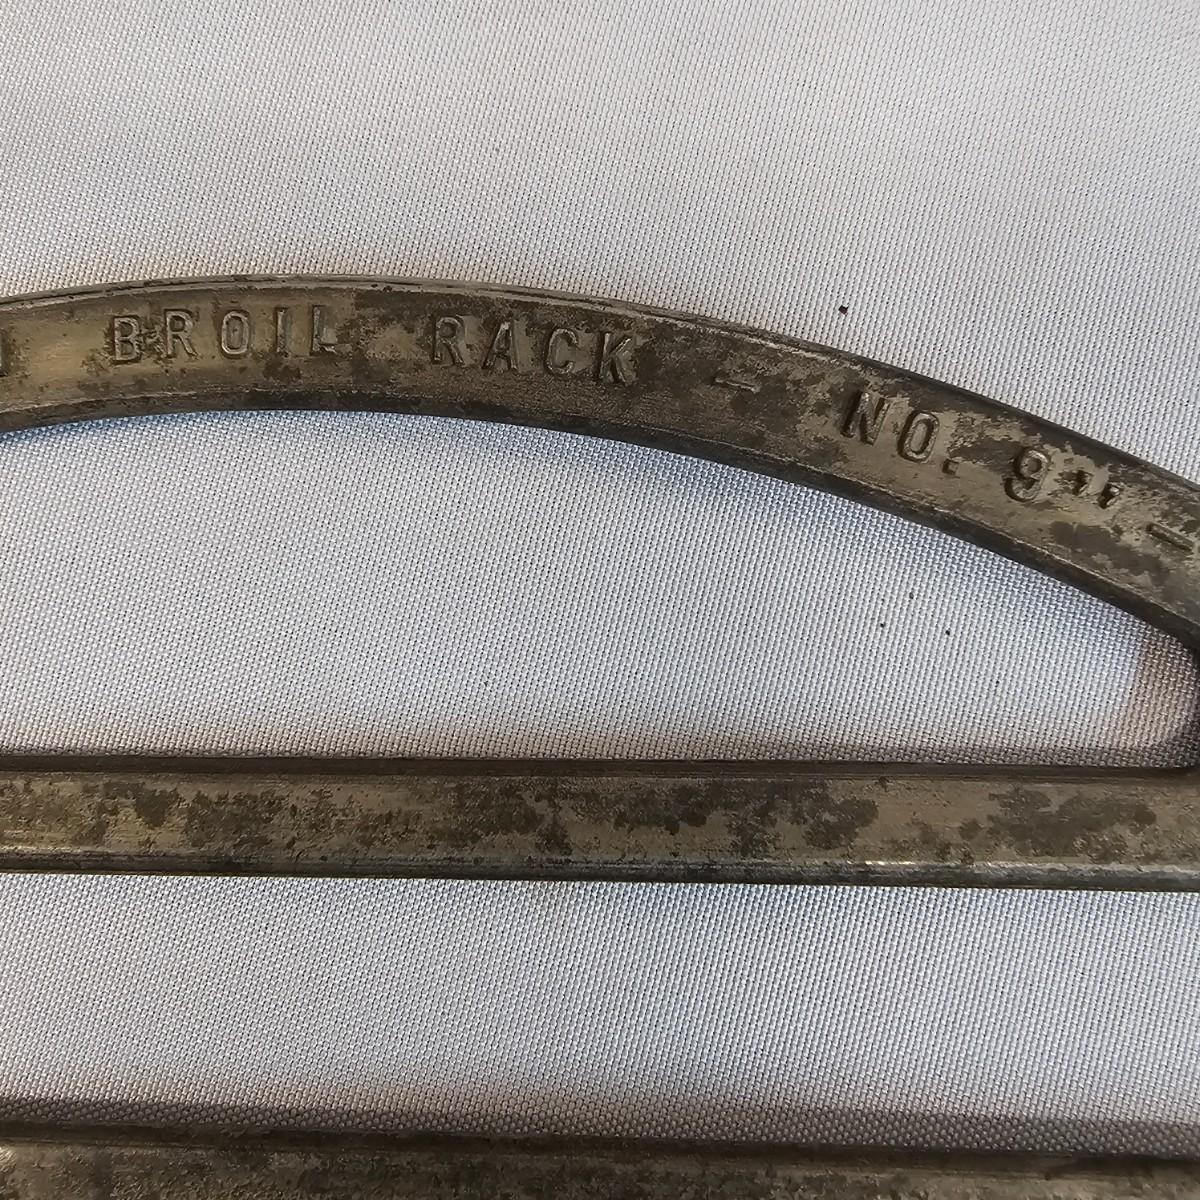 BROIL RACK – NO. 9" –